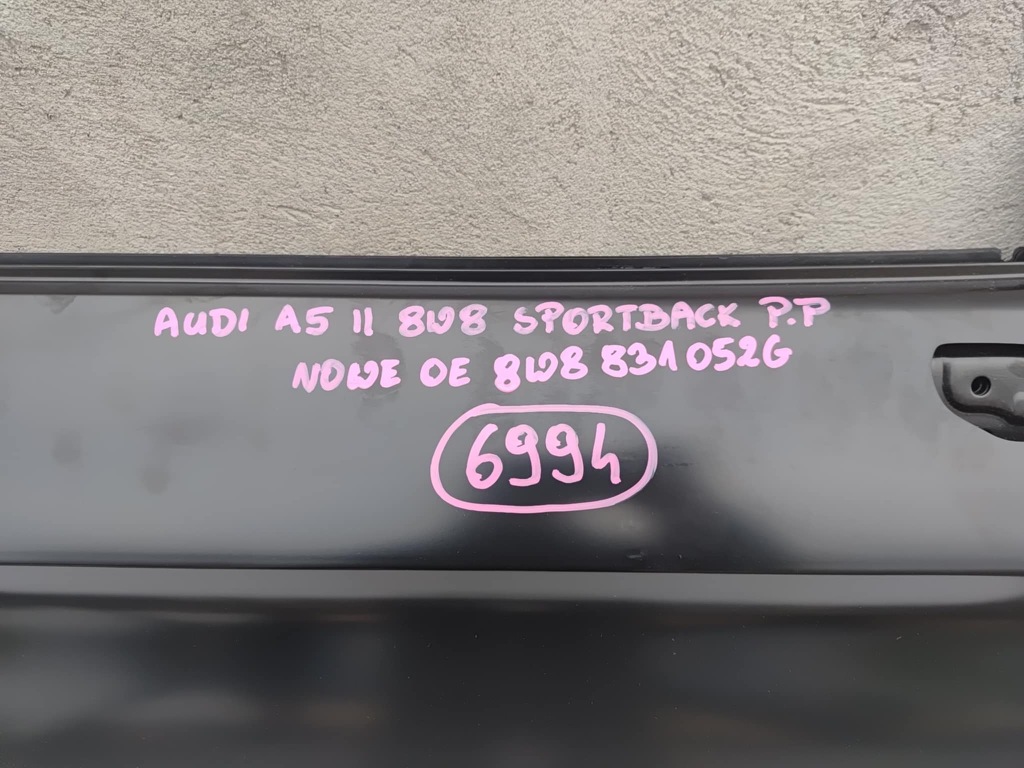 AUDI A5 II 8W8 SPORTBACK P.P
NOWE OE 8W8 831 052G
6994